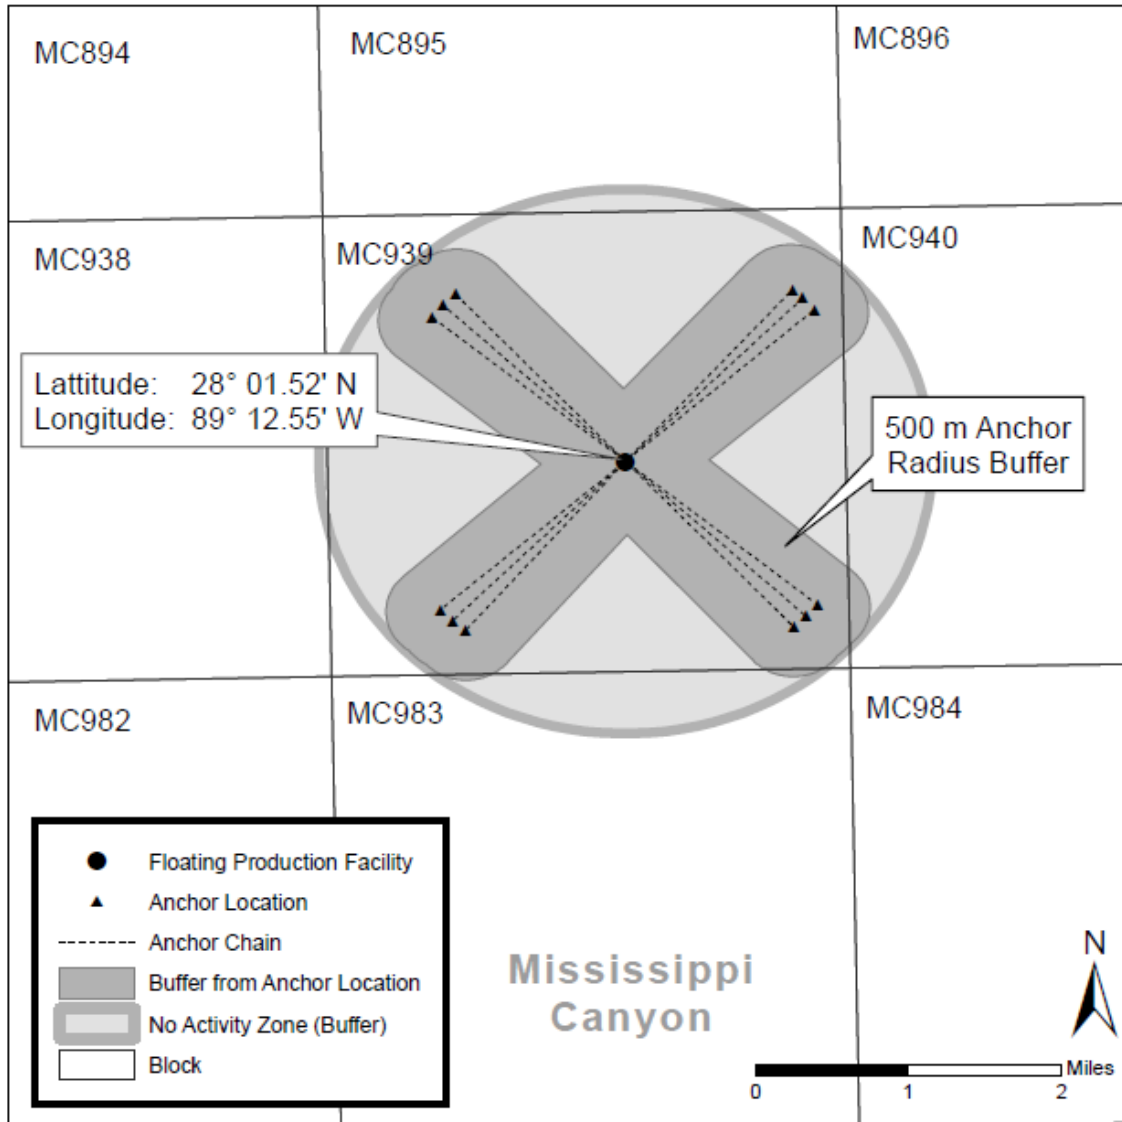 MC894
MC895
MC896
MC938
MC939
MC940
Lattitude: 28° 01.52' N
Longitude: 89° 12.55' W
500 m Anchor
Radius Buffer
MC982
MC983
MC984
Floating Production Facility
Anchor Location
Anchor Chain
Buffer from Anchor Location
No Activity Zone (Buffer)
Block
Mississippi
Canyon
N
Miles
0 1 2